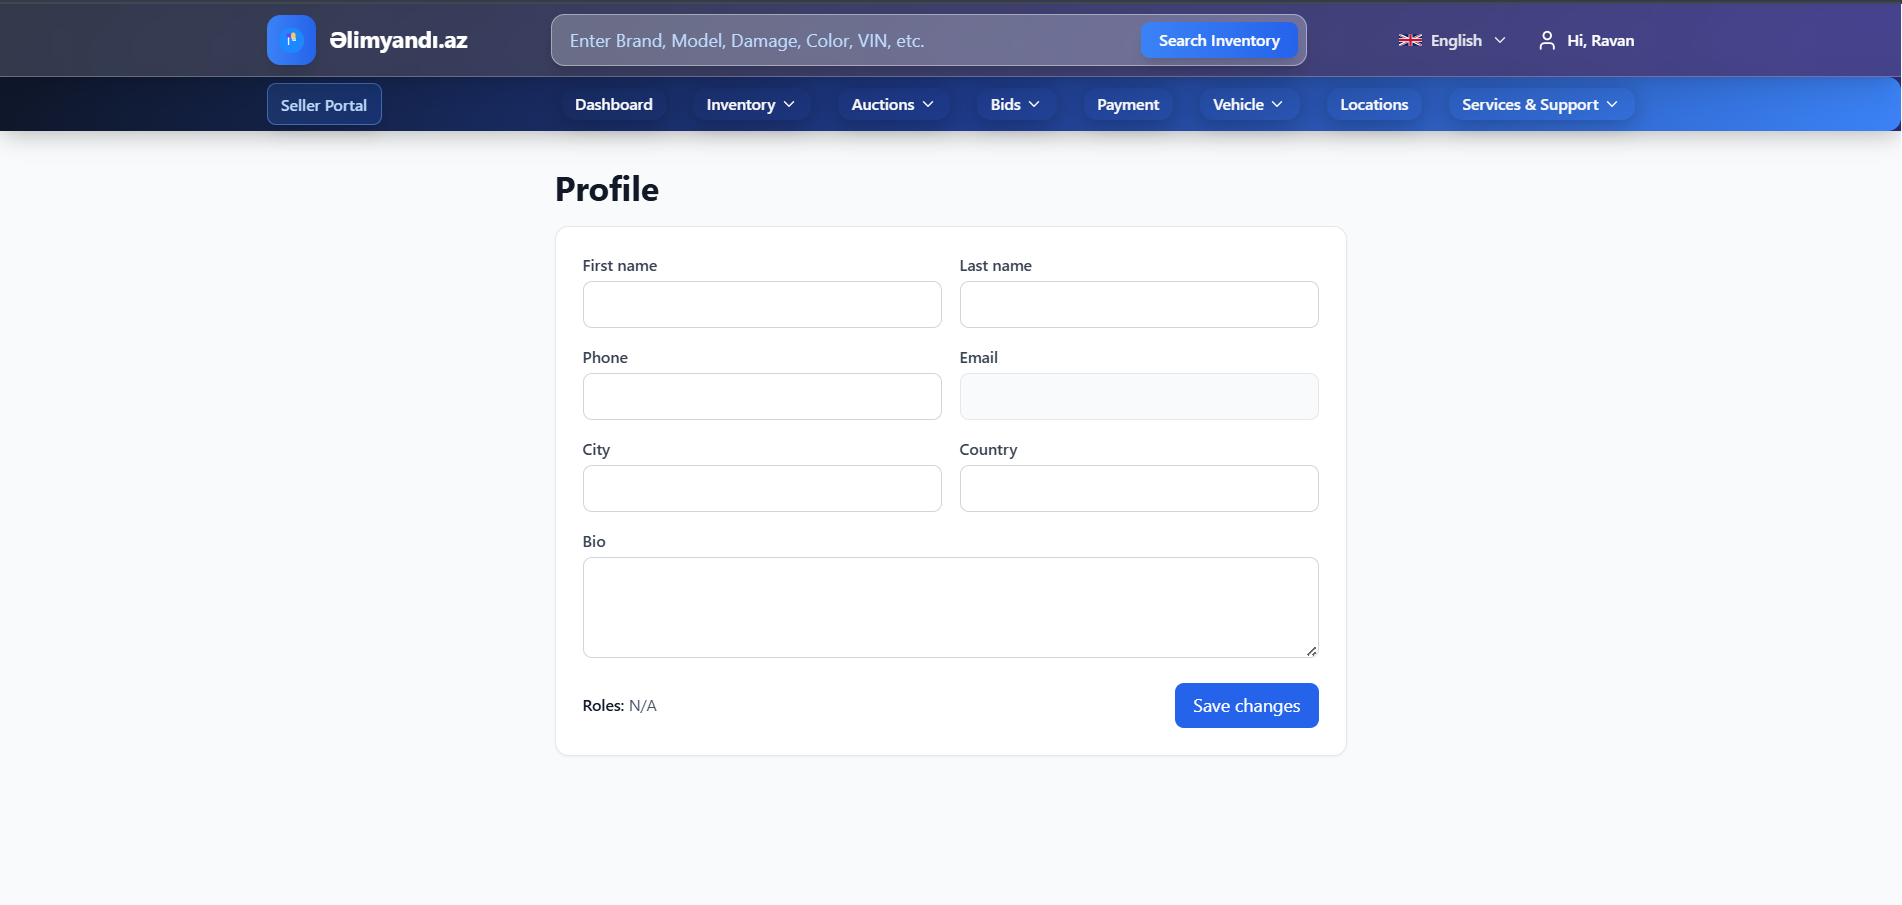 Əlimyandı.az
Enter Brand, Model, Damage, Color, VIN, etc.
Search Inventory
English
Hi, Ravan
Seller Portal
Dashboard
Inventory
Auctions
Bids
Payment
Vehicle
Locations
Services & Support
Profile
First name
Last name
Phone
Email
City
Country
Bio
Roles: N/A
Save changes